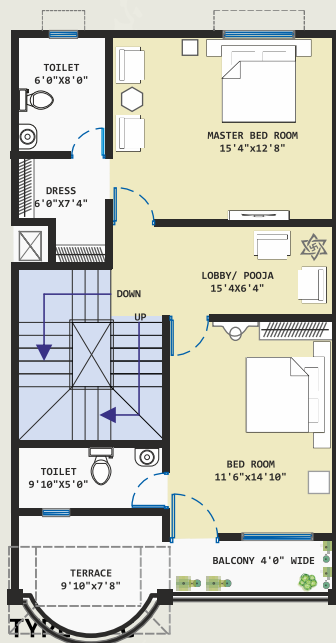 TOILET
6'0"X8'0"
MASTER BED ROOM
15'4"x12'8"
DRESS
6'0"X7'4"
LOBBY/ POOJA
15'4X6'4"
DOWN
UP
TOILET
9'10"X5'0"
BED ROOM
11'6"x14'10"
BALCONY 4'0" WIDE
TERRACE
9'10"x7'8"